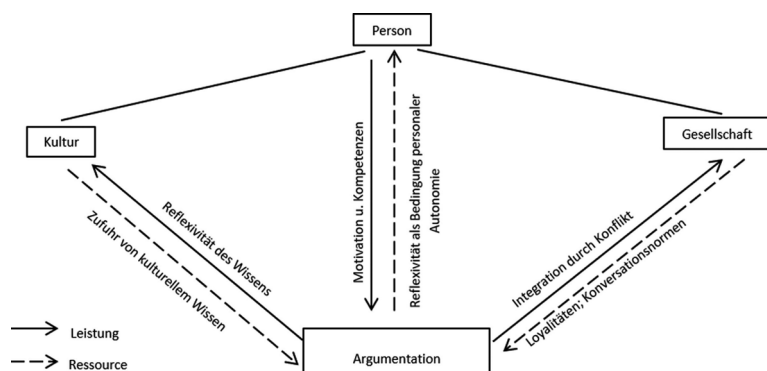 Person
Kultur
Gesellschaft
Motivation u. Kompetenzen
Reflexivität als Bedingung personaler
Autonomie
Reflexivität des Wissens
Zufuhr von kulturellem Wissen
Integration durch Konflikt
Loyalitäten; Konversationsnormen
Leistung
Ressource
Argumentation